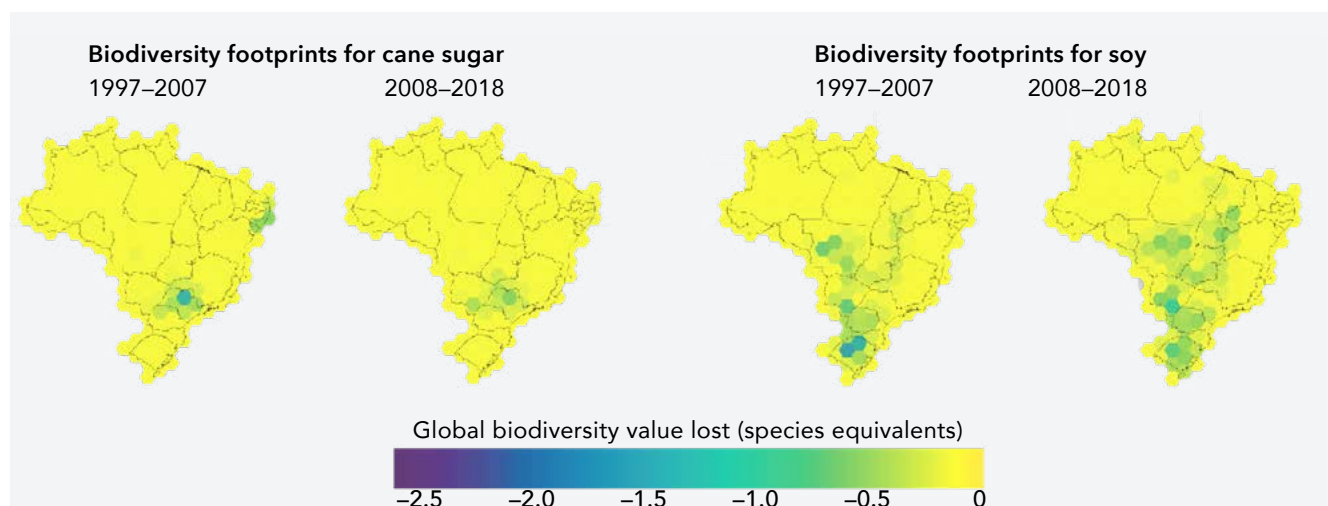 Biodiversity footprints for cane sugar
1997–2007 2008–2018
Biodiversity footprints for soy
1997–2007 2008–2018
Global biodiversity value lost (species equivalents)
–2.5 –2.0 –1.5 –1.0 –0.5 0